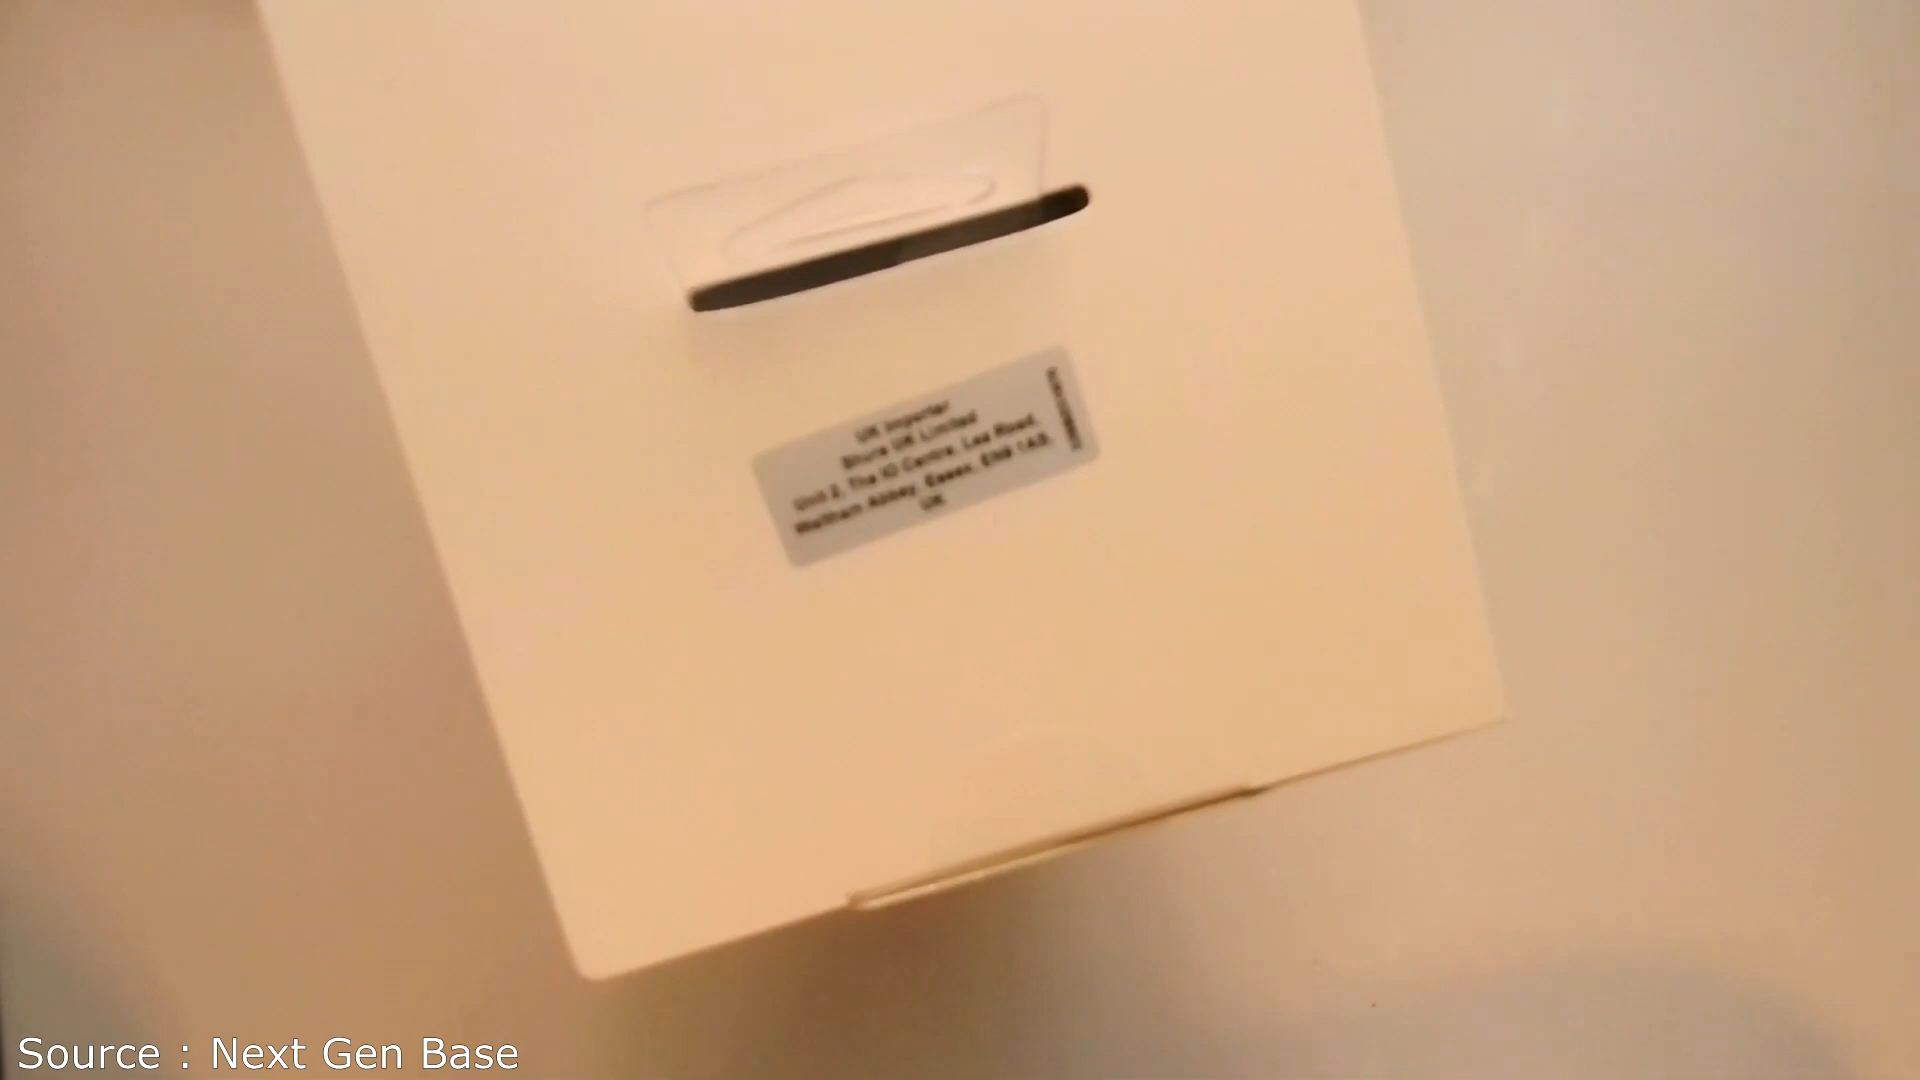 UK Importer
Shure UK Limited
Unit 2, The IO Centre, Lea Road,
Waltham Abbey, Essex, EN9 1AS,
UK
Source : Next Gen Base